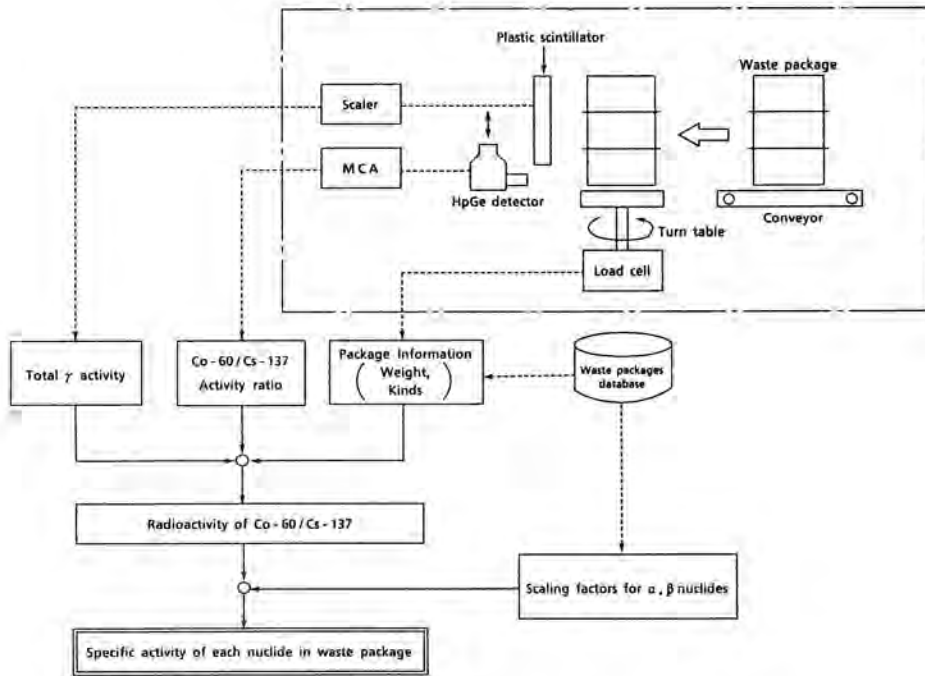 Plastic scintillator
Waste package
Scaler
MCA
HpGe detector
Conveyor
Turn table
Load cell
Total γ activity
Co - 60 / Cs - 137
Activity ratio
Package Information
( Weight,
Kinds )
Waste packages
database
Radioactivity of Co - 60 / Cs - 137
Scaling factors for α , β nuclides
Specific activity of each nuclide in waste package